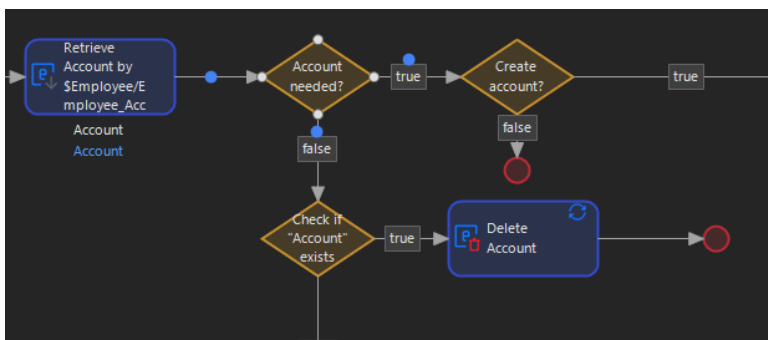 Retrieve
Account by
$Employee/E
mployee_Acc
Account
Account
Account
needed?
true
Create
account?
true
false
false
Check if
"Account"
exists
true
Delete
Account